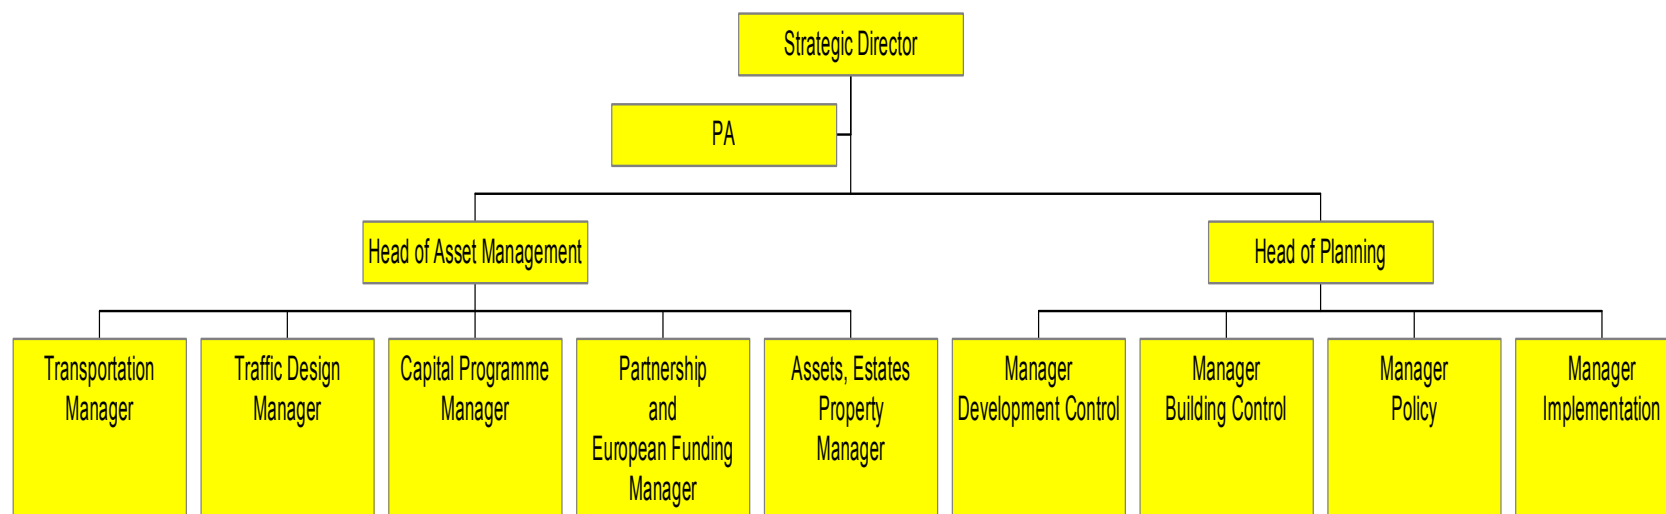 Strategic Director
PA
Head of Asset Management
Head of Planning
Transportation
Manager
Traffic Design
Manager
Capital Programme
Manager
Partnership
and
European Funding
Manager
Assets, Estates
Property
Manager
Manager
Development Control
Manager
Building Control
Manager
Policy
Manager
Implementation